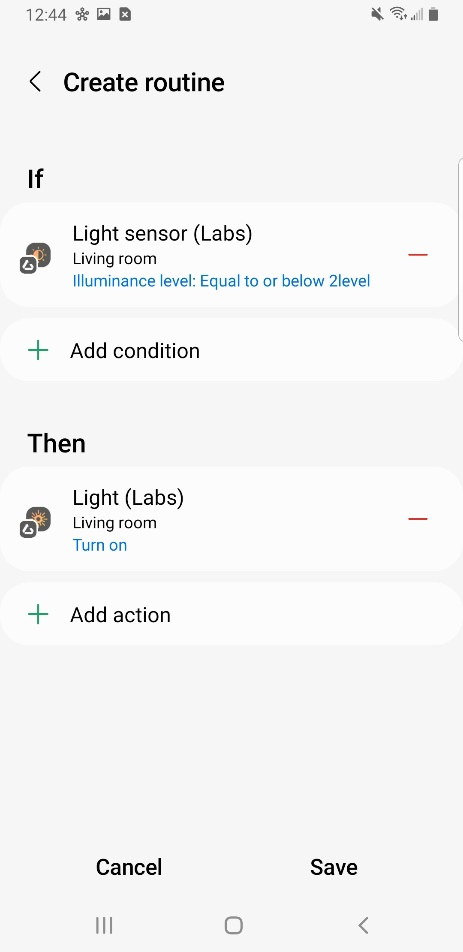 12:44
Create routine
If
Light sensor (Labs)
Living room
Illuminance level: Equal to or below 2level
Add condition
Then
Light (Labs)
Living room
Turn on
Add action
Cancel
Save